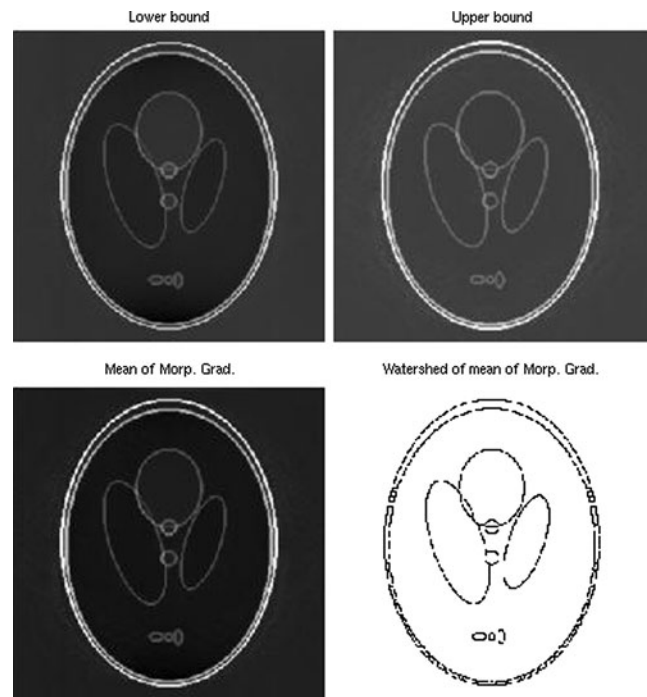 Lower bound
Upper bound
Mean of Morp. Grad.
Watershed of mean of Morp. Grad.